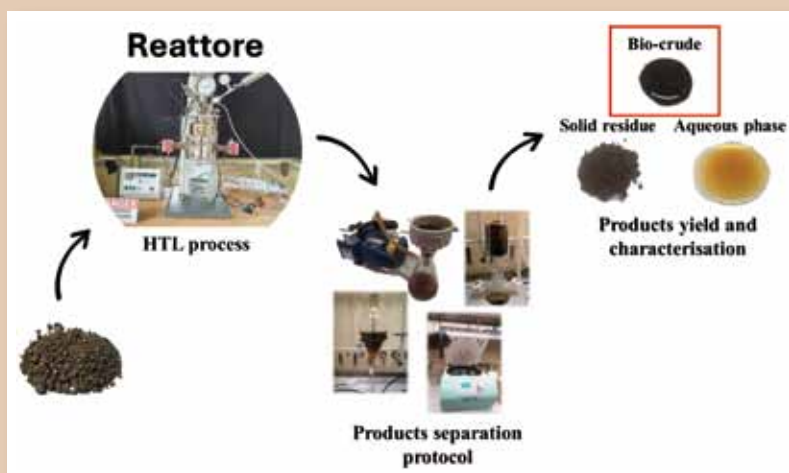 Reattore
HTL process
Products separation
protocol
Bio-crude
Solid residue Aqueous phase
Products yield and
characterisation